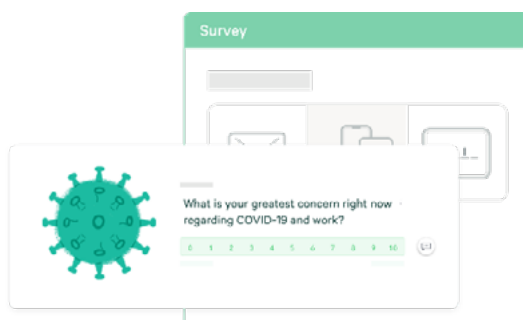 Survey
What is your greatest concern right now
regarding COVID-19 and work?
0 1 2 3 4 5 6 7 8 9 10